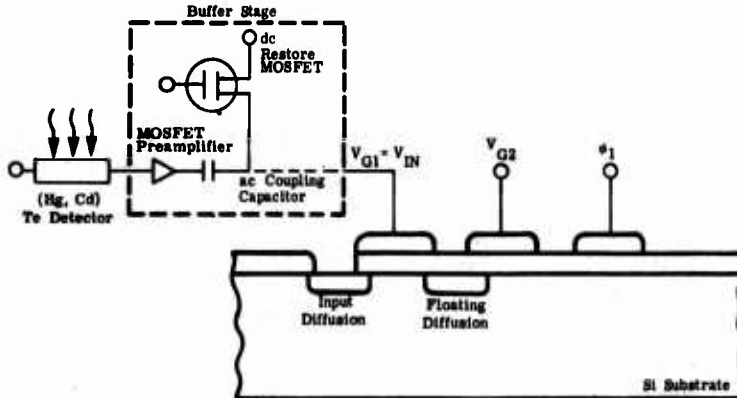 Buffer Stage
dc
Restore
MOSFET
MOSFET
Preamplifier
ac Coupling
Capacitor
(Hg, Cd)
Te Detector
V_G1 = V_IN
V_G2
ϕ_1
Input
Diffusion
Floating
Diffusion
Si Substrate